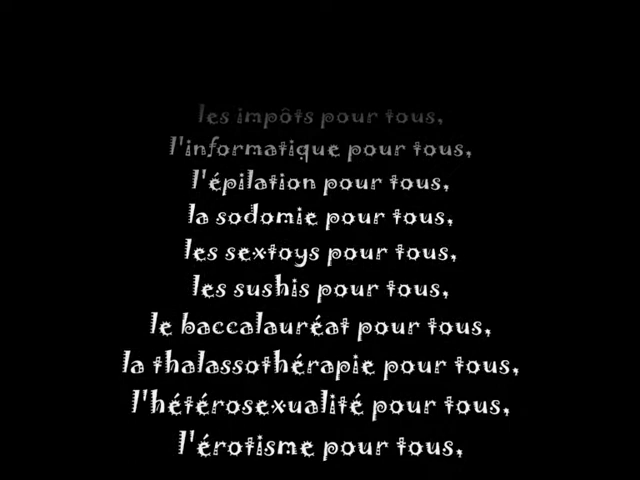 les impôts pour tous,
l'informatique pour tous,
l'épilation pour tous,
la sodomie pour tous,
les sextoys pour tous,
les sushis pour tous,
le baccalauréat pour tous,
la thalassothérapie pour tous,
l'hétérosexualité pour tous,
l'érotisme pour tous,